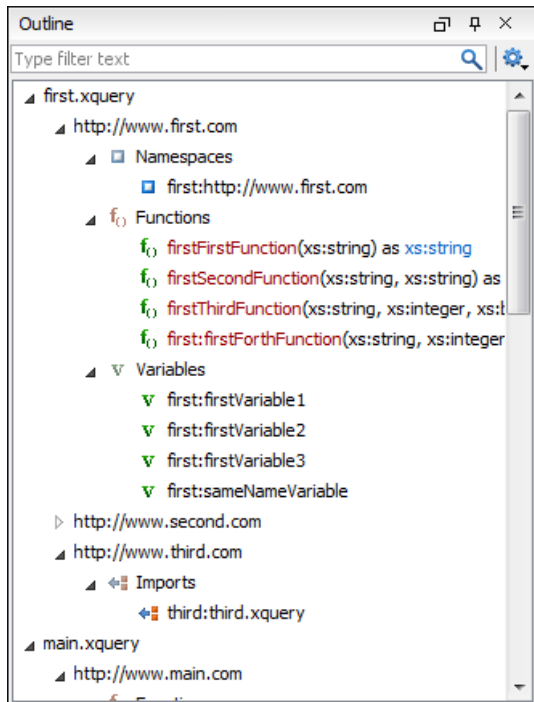 Outline
Type filter text
first.xquery
http://www.first.com
Namespaces
first:http://www.first.com
f() Functions
f() firstFirstFunction(xs:string) as xs:string
f() firstSecondFunction(xs:string, xs:string) as
f() firstThirdFunction(xs:string, xs:integer, xs:
f() first:firstForthFunction(xs:string, xs:integer
V Variables
V first:firstVariable1
V first:firstVariable2
V first:firstVariable3
V first:sameNameVariable
http://www.second.com
http://www.third.com
Imports
third:third.xquery
main.xquery
http://www.main.com